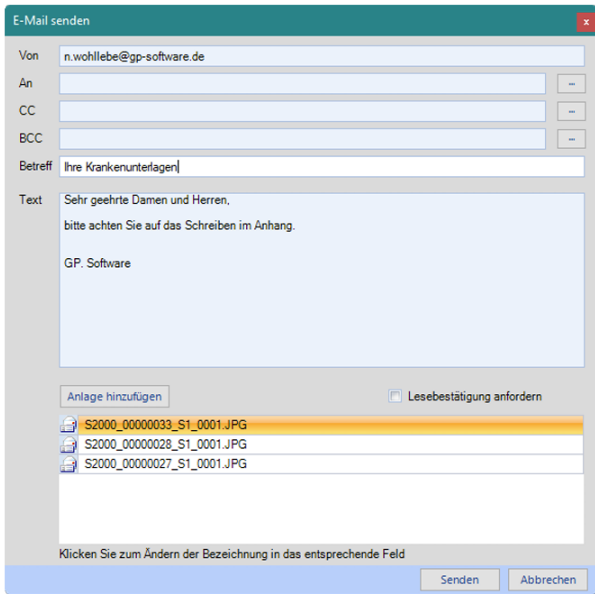 E-Mail senden
x
Von n.wohllebe@gp-software.de
An ...
CC ...
BCC ...
Betreff Ihre Krankenunterlagen
Text Sehr geehrte Damen und Herren,
bitte achten Sie auf das Schreiben im Anhang.
GP. Software
Anlage hinzufügen Lesebestätigung anfordern
S2000_00000033_S1_0001.JPG
S2000_00000028_S1_0001.JPG
S2000_00000027_S1_0001.JPG
Klicken Sie zum Ändern der Bezeichnung in das entsprechende Feld
Senden Abbrechen